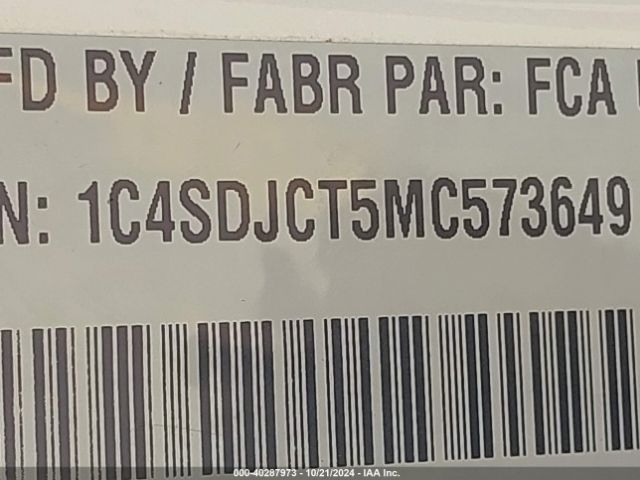 FD BY / FABR PAR: FCA
N: 1C4SDJCT5MC573649
000-40287973 - 10/21/2024 - IAA Inc.